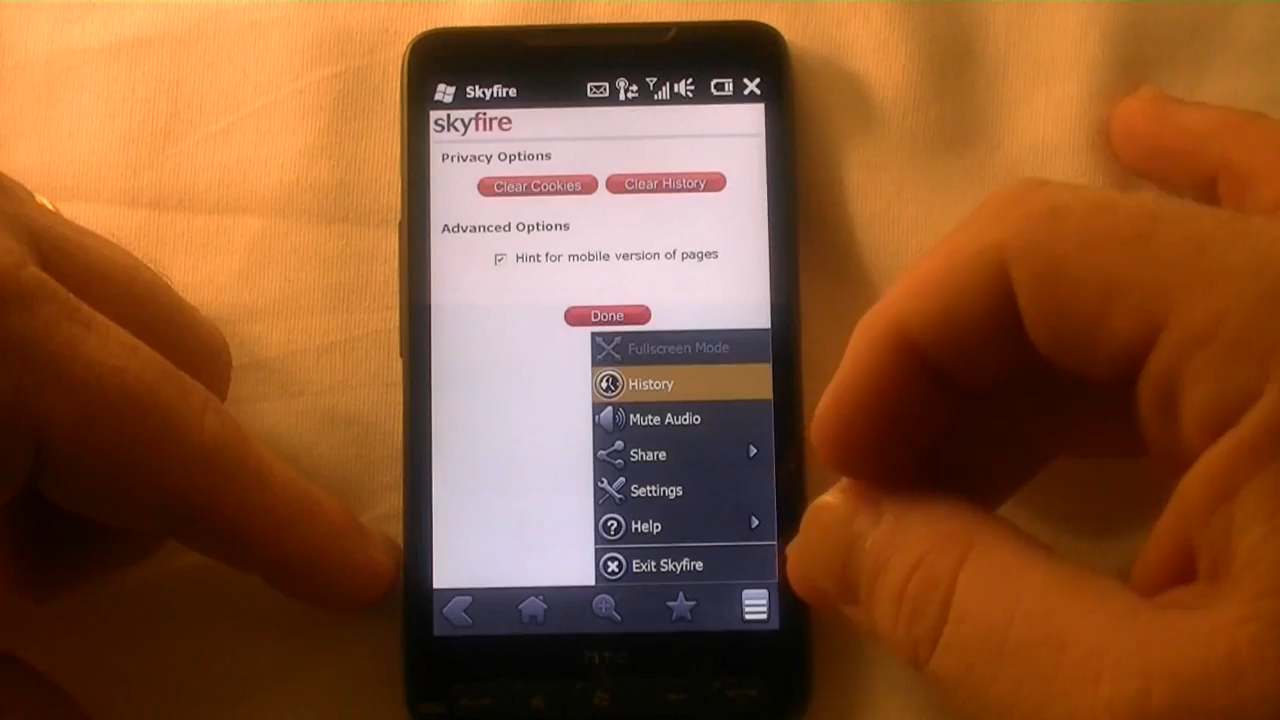 Skyfire
skyfire
Privacy Options
Clear Cookies Clear History
Advanced Options
Hint for mobile version of pages
Done
Fullscreen Mode
History
Mute Audio
Share
Settings
Help
Exit Skyfire
hTC